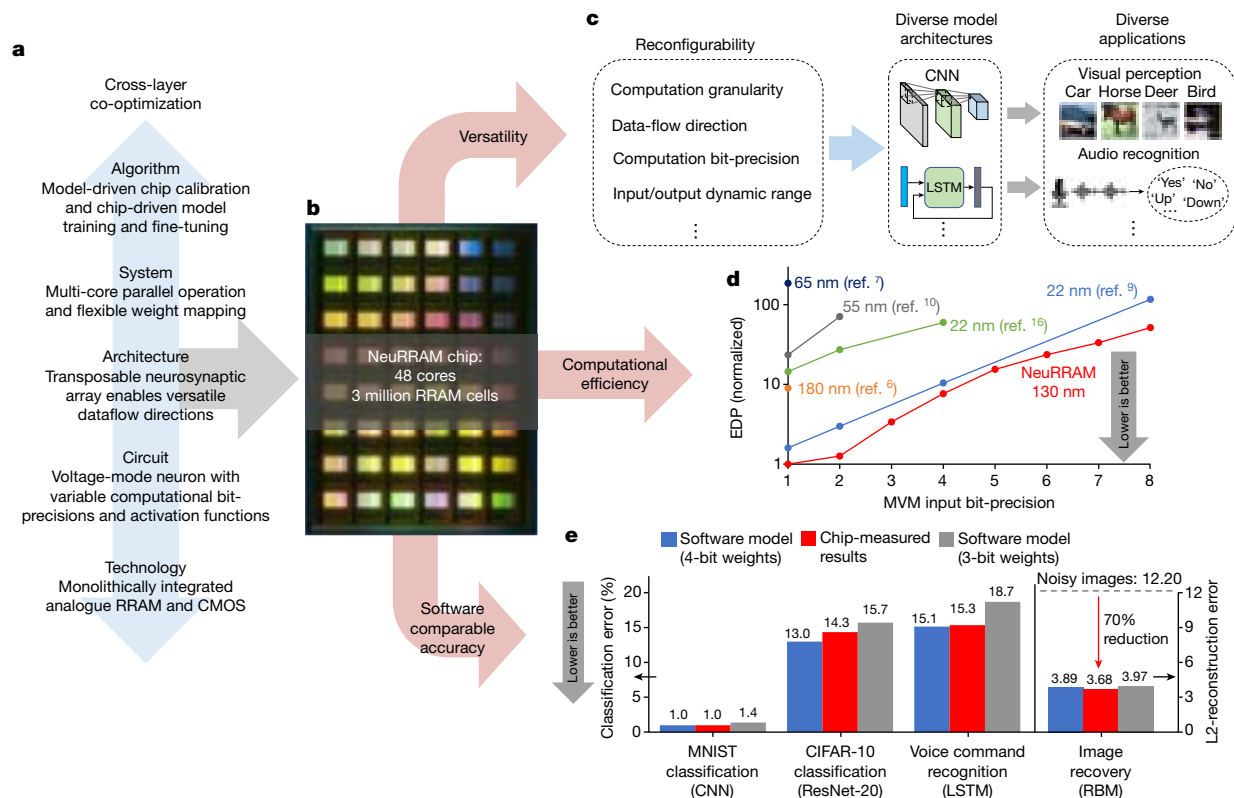 a
Cross-layer
co-optimization
Algorithm
Model-driven chip calibration
and chip-driven model
training and fine-tuning
System
Multi-core parallel operation
and flexible weight mapping
Architecture
Transposable neurosynaptic
array enables versatile
dataflow directions
Circuit
Voltage-mode neuron with
variable computational bit-
precisions and activation functions
Technology
Monolithically integrated
analogue RRAM and CMOS
b
NeuRRAM chip:
48 cores
3 million RRAM cells
Versatility
Computational
efficiency
Software
comparable
accuracy
c
Reconfigurability
Computation granularity
Data-flow direction
Computation bit-precision
Input/output dynamic range
⋮
Diverse model
architectures
CNN
LSTM
⋮
Diverse
applications
Visual perception
Car Horse Deer Bird
Audio recognition
'Yes' 'No'
'Up' 'Down'
...
⋮
d
EDP (normalized)
100
10
1
65 nm (ref. 7)
55 nm (ref. 10)
22 nm (ref. 16)
22 nm (ref. 9)
180 nm (ref. 6)
NeuRRAM
130 nm
Lower is better
1 2 3 4 5 6 7 8
MVM input bit-precision
e
Software model
(4-bit weights)
Chip-measured
results
Software model
(3-bit weights)
Lower is better
Classification error (%)
20
15
10
5
0
1.0 1.0 1.4
13.0 14.3 15.7
15.1 15.3 18.7
Noisy images: 12.20
70%
reduction
3.89 3.68 3.97
12
9
6
3
0
L2-reconstruction error
MNIST
classification
(CNN)
CIFAR-10
classification
(ResNet-20)
Voice command
recognition
(LSTM)
Image
recovery
(RBM)